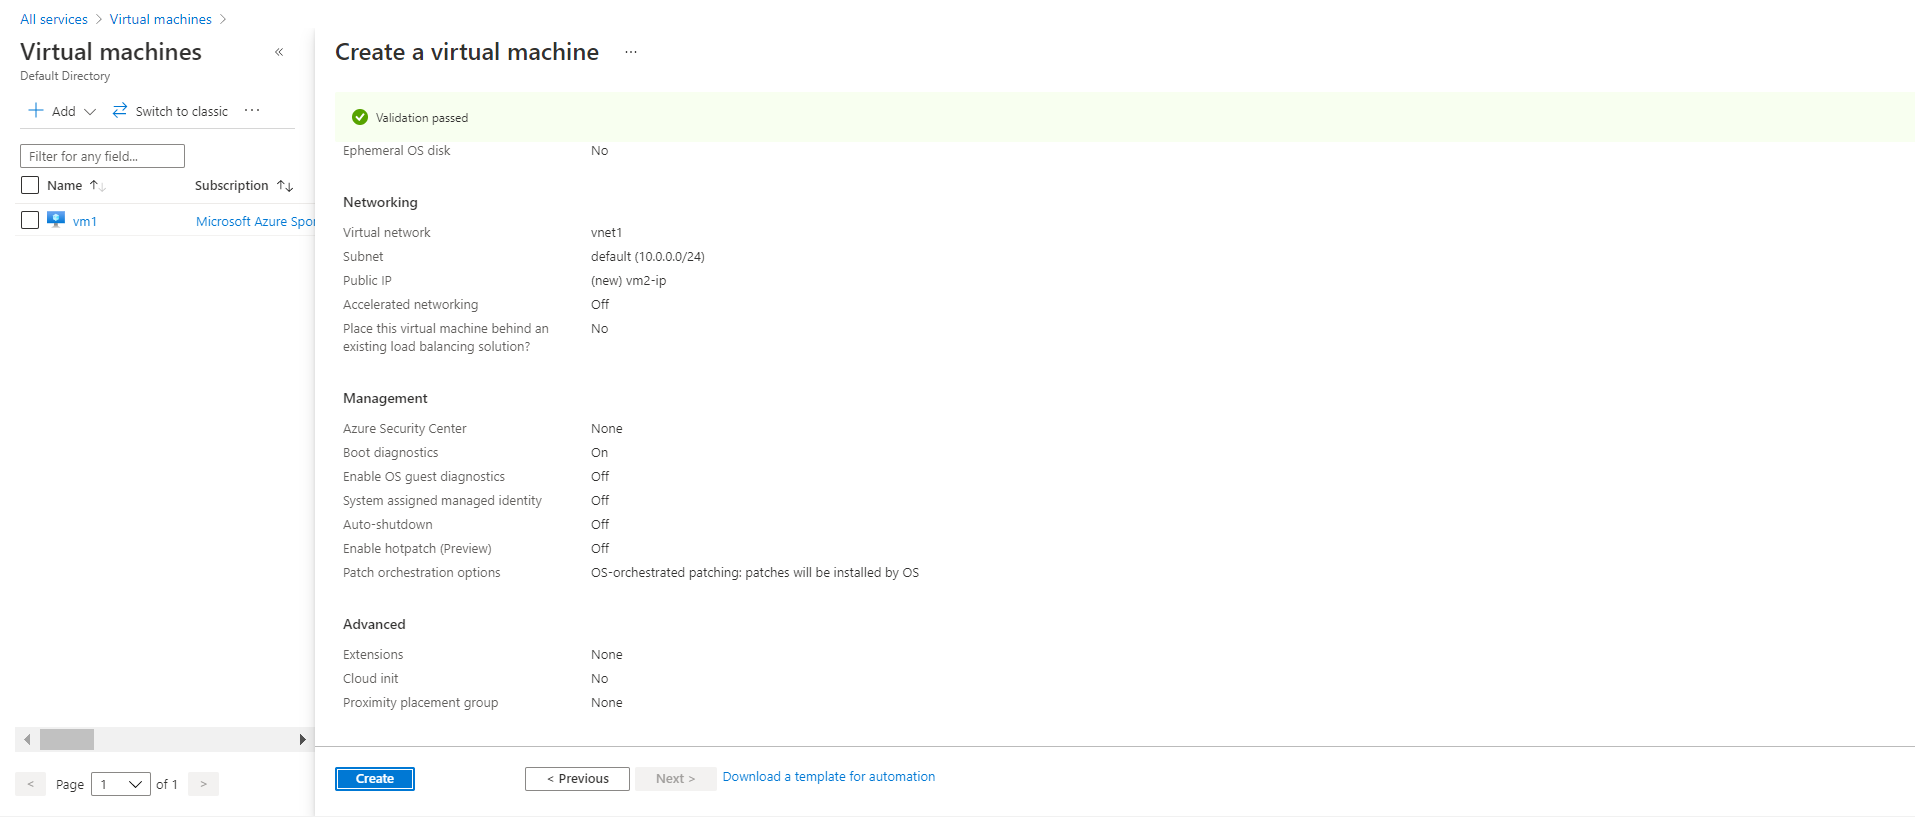 All services > Virtual machines >
Virtual machines «
Default Directory
Add Switch to classic ...
Filter for any field...
Name ↑↓ Subscription ↑↓
vm1 Microsoft Azure Spor
< Page 1 of 1 >
Create a virtual machine ...
Validation passed
Ephemeral OS disk No
Networking
Virtual network vnet1
Subnet default (10.0.0.0/24)
Public IP (new) vm2-ip
Accelerated networking Off
Place this virtual machine behind an No
existing load balancing solution?
Management
Azure Security Center None
Boot diagnostics On
Enable OS guest diagnostics Off
System assigned managed identity Off
Auto-shutdown Off
Enable hotpatch (Preview) Off
Patch orchestration options OS-orchestrated patching: patches will be installed by OS
Advanced
Extensions None
Cloud init No
Proximity placement group None
Create < Previous Next > Download a template for automation